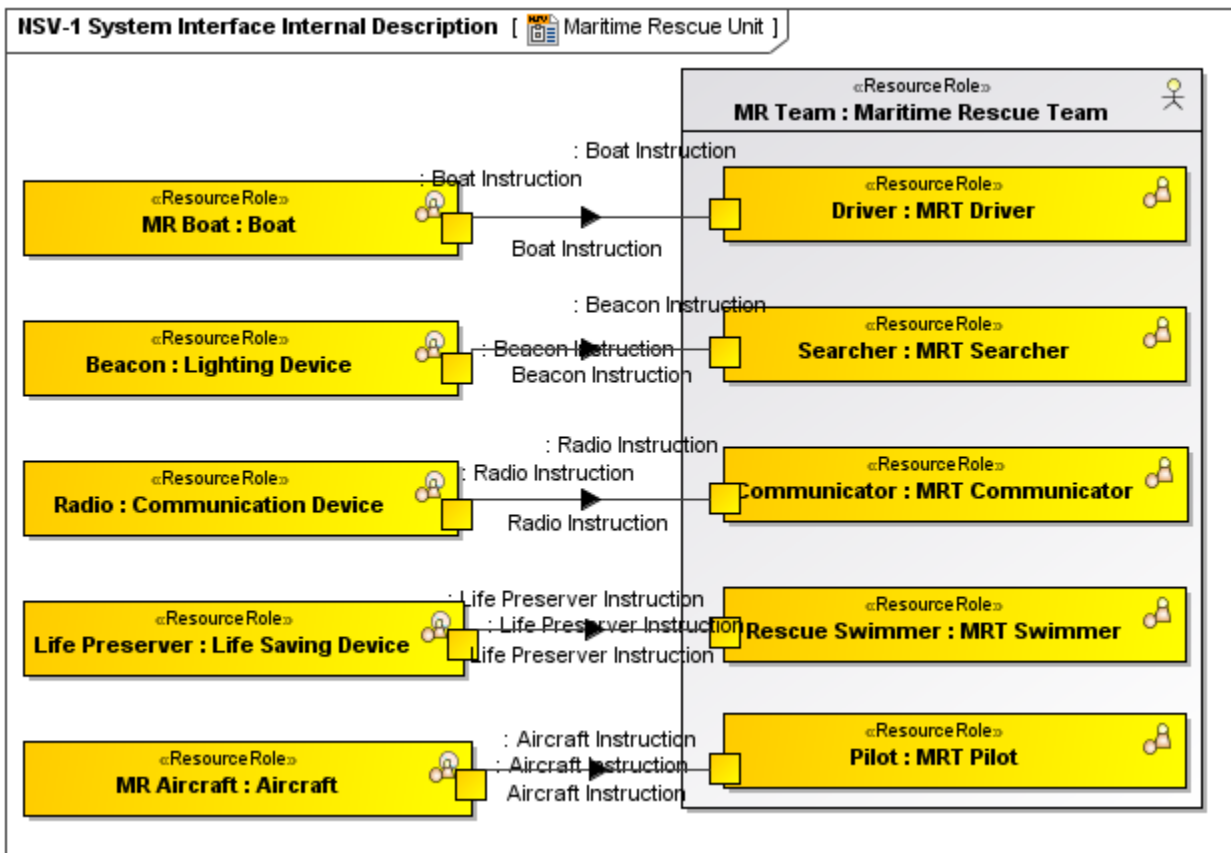 NSV-1 System Interface Internal Description [ Maritime Rescue Unit ]
«ResourceRole»
MR Team : Maritime Rescue Team
: Boat Instruction
: Boat Instruction
«ResourceRole»
MR Boat : Boat
«ResourceRole»
Driver : MRT Driver
Boat Instruction
: Beacon Instruction
«ResourceRole»
Beacon : Lighting Device
: Beacon Instruction
Beacon Instruction
«ResourceRole»
Searcher : MRT Searcher
: Radio Instruction
: Radio Instruction
«ResourceRole»
Radio : Communication Device
Radio Instruction
«ResourceRole»
Communicator : MRT Communicator
: Life Preserver Instruction
: Life Preserver Instruction
Life Preserver Instruction
«ResourceRole»
Life Preserver : Life Saving Device
«ResourceRole»
Rescue Swimmer : MRT Swimmer
: Aircraft Instruction
: Aircraft Instruction
Aircraft Instruction
«ResourceRole»
MR Aircraft : Aircraft
«ResourceRole»
Pilot : MRT Pilot